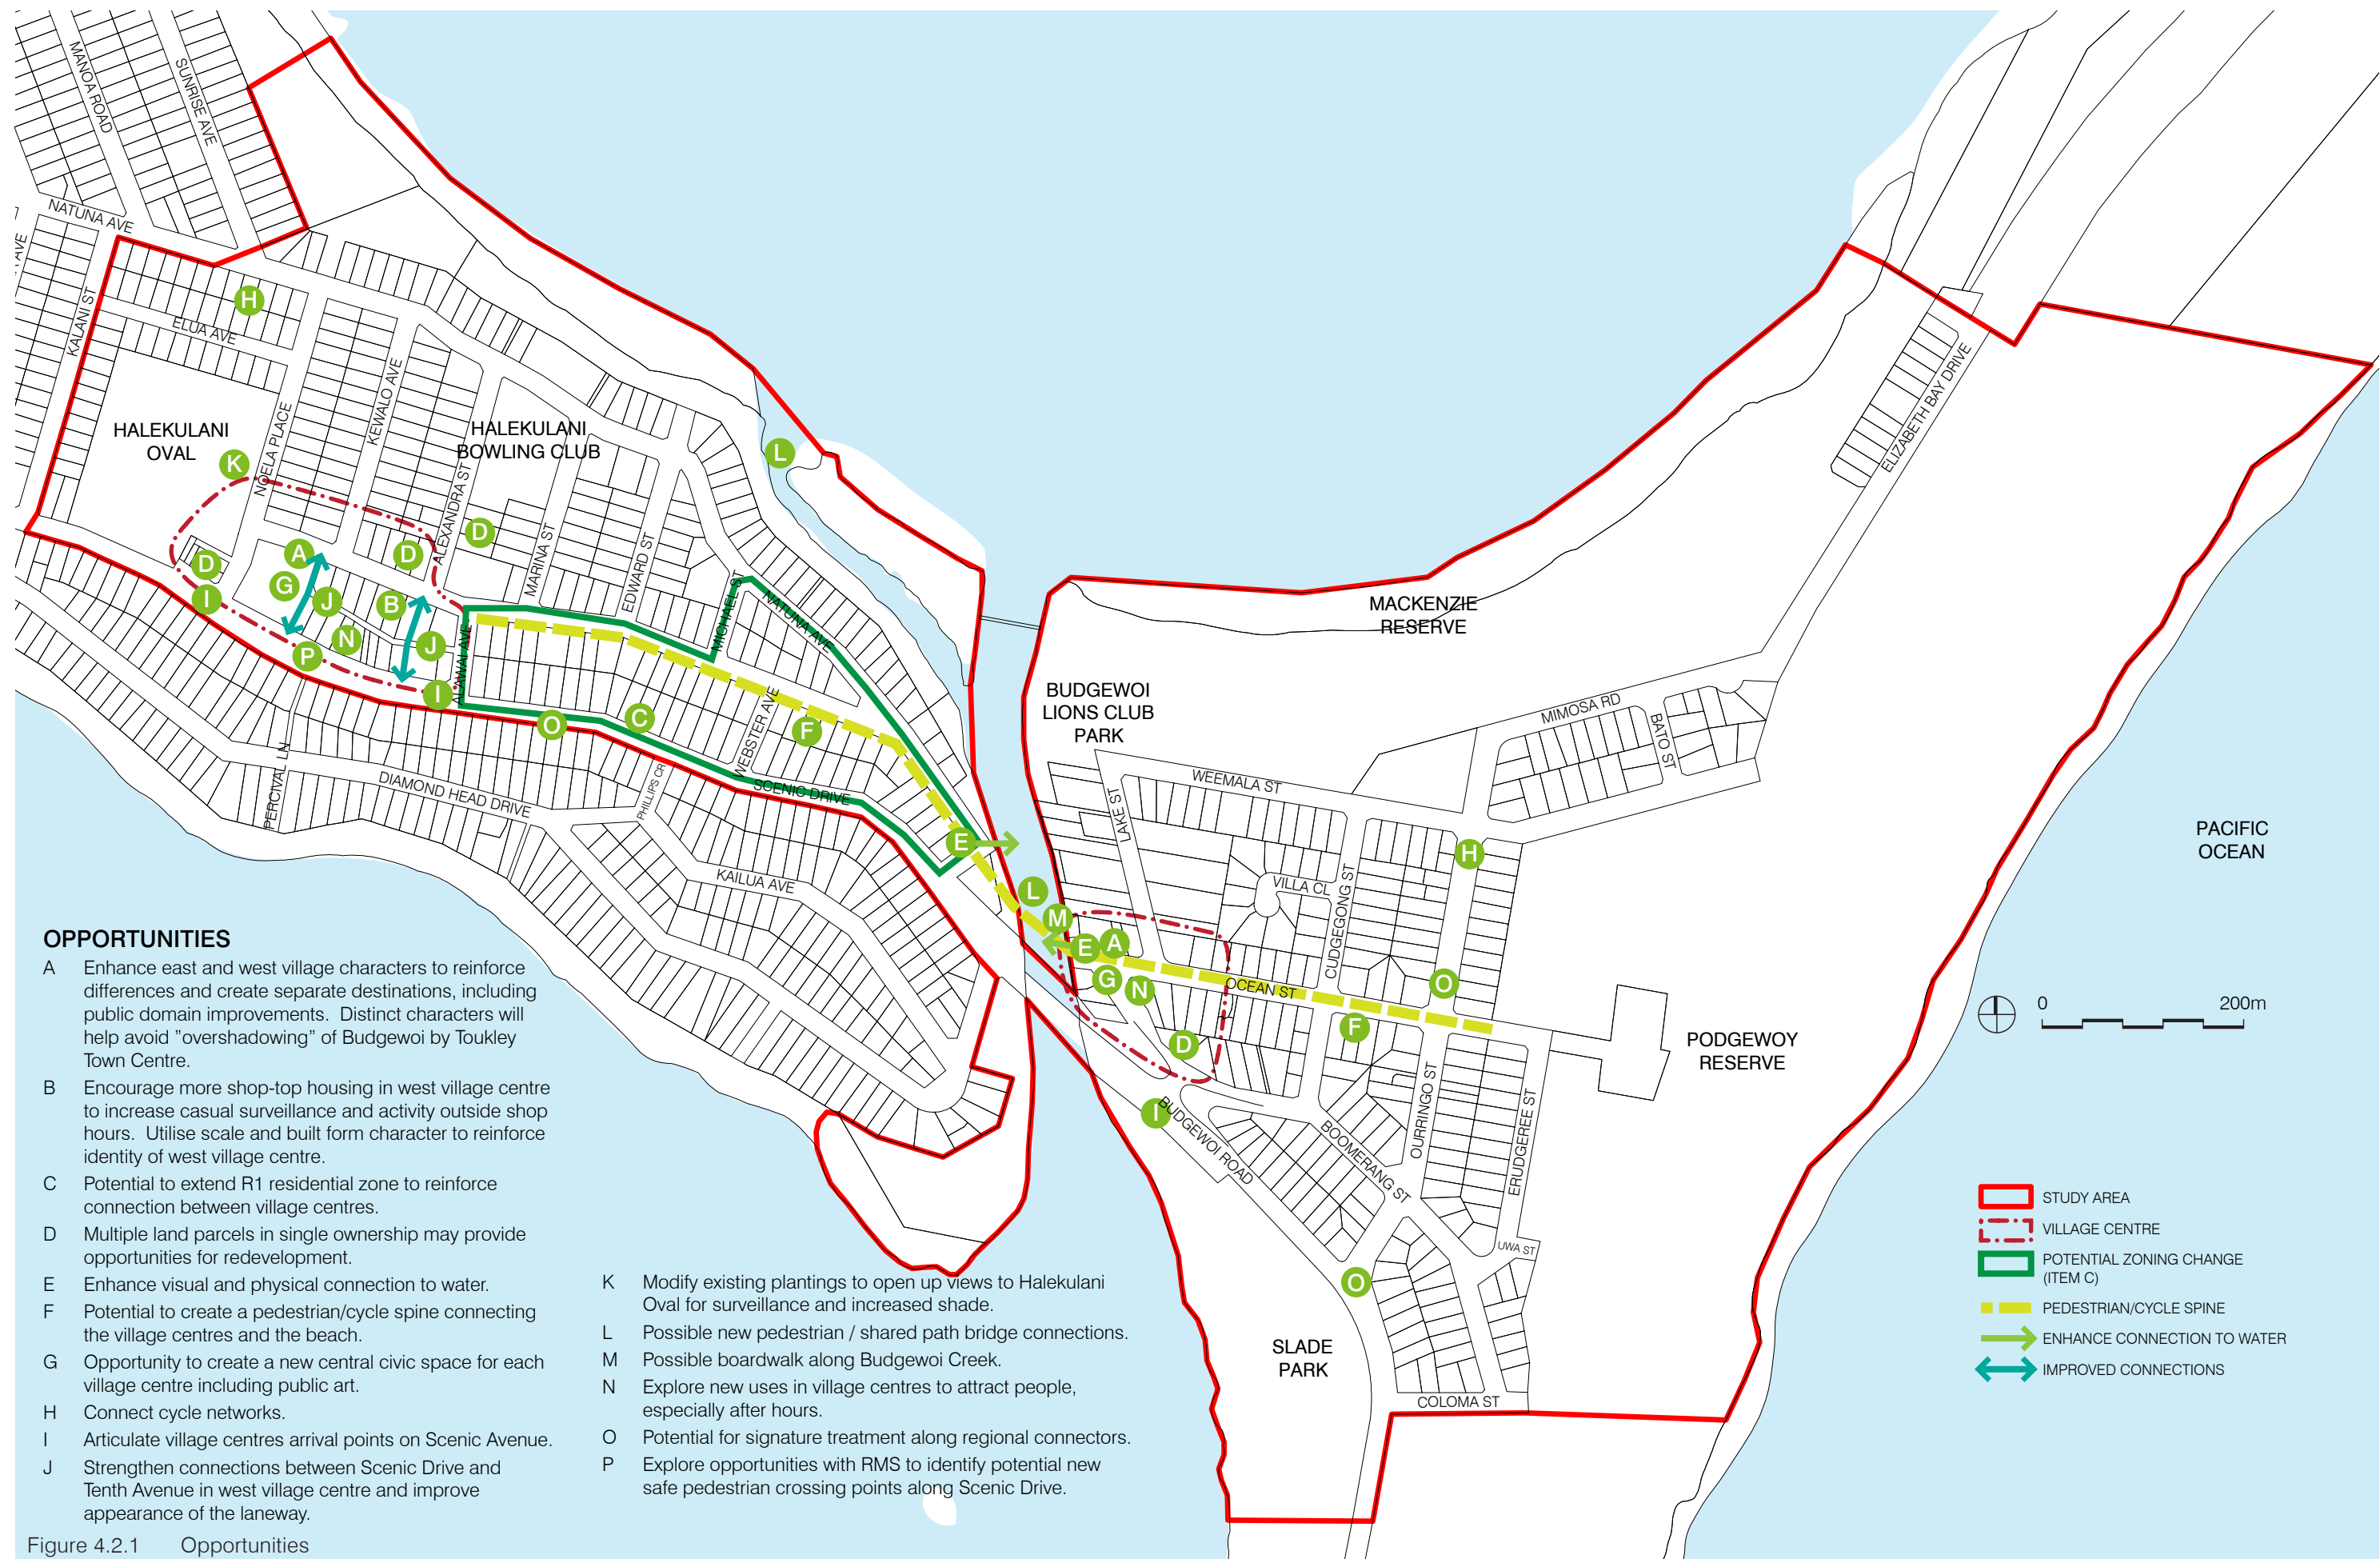 MANOA ROAD
SUNRISE AVE
NATUNA AVE
AVE
KALANI ST
H
ELUA AVE
HALEKULANI
OVAL
K
NOELA PLACE
KEWALO AVE
HALEKULANI
BOWLING CLUB
ALEXANDRA ST
MARINA ST
EDWARD ST
MICHAEL ST
NATUNA AVE
L
D
I
A
G
J
N
P
D
B
J
I
D
ALAWAI AVE
O
C
WEBSTER AVE
F
SCENIC DRIVE
PERCIVAL LN
DIAMOND HEAD DRIVE
PHILLIPS CR
KAILUA AVE
E
L
M
E
A
G
N
D
I
ELIZABETH BAY DRIVE
MACKENZIE
RESERVE
BUDGEWOI
LIONS CLUB
PARK
MIMOSA RD
BATO ST
WEEMALA ST
LAKE ST
VILLA CL
CUDGEGONG ST
H
O
OCEAN ST
F
PODGEWOY
RESERVE
PACIFIC
OCEAN
BUDGEWOI ROAD
BOOMERANG ST
OURRINGO ST
ERUDGEREE ST
UWA ST
O
SLADE
PARK
COLOMA ST
0 200m
STUDY AREA
VILLAGE CENTRE
POTENTIAL ZONING CHANGE
(ITEM C)
PEDESTRIAN/CYCLE SPINE
ENHANCE CONNECTION TO WATER
IMPROVED CONNECTIONS
OPPORTUNITIES
A Enhance east and west village characters to reinforce
differences and create separate destinations, including
public domain improvements. Distinct characters will
help avoid ”overshadowing” of Budgewoi by Toukley
Town Centre.
B Encourage more shop-top housing in west village centre
to increase casual surveillance and activity outside shop
hours. Utilise scale and built form character to reinforce
identity of west village centre.
C Potential to extend R1 residential zone to reinforce
connection between village centres.
D Multiple land parcels in single ownership may provide
opportunities for redevelopment.
E Enhance visual and physical connection to water.
F Potential to create a pedestrian/cycle spine connecting
the village centres and the beach.
G Opportunity to create a new central civic space for each
village centre including public art.
H Connect cycle networks.
I Articulate village centres arrival points on Scenic Avenue.
J Strengthen connections between Scenic Drive and
Tenth Avenue in west village centre and improve
appearance of the laneway.
K Modify existing plantings to open up views to Halekulani
Oval for surveillance and increased shade.
L Possible new pedestrian / shared path bridge connections.
M Possible boardwalk along Budgewoi Creek.
N Explore new uses in village centres to attract people,
especially after hours.
O Potential for signature treatment along regional connectors.
P Explore opportunities with RMS to identify potential new
safe pedestrian crossing points along Scenic Drive.
Figure 4.2.1 Opportunities